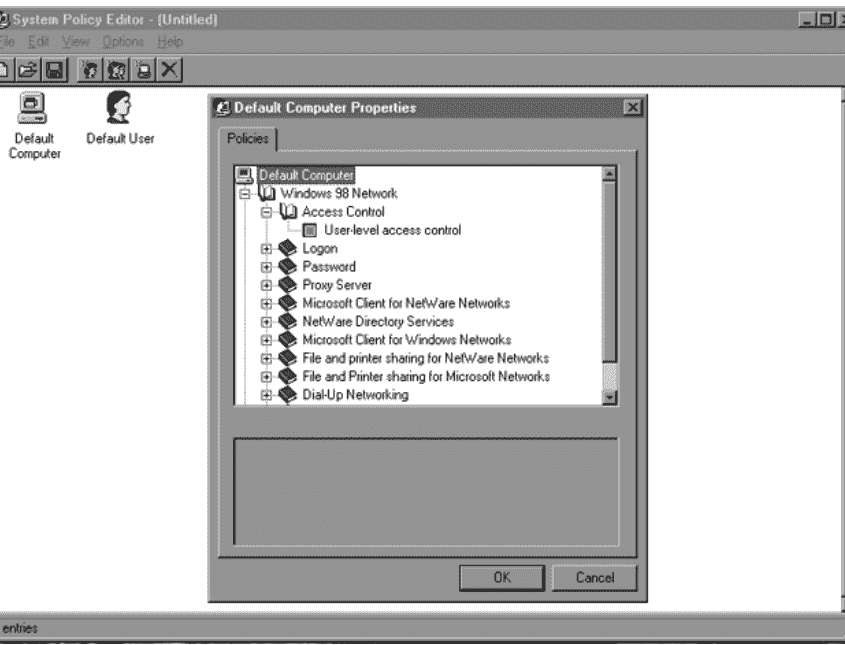 System Policy Editor - (Untitled)
File Edit View Options Help
Default Computer Properties
Default
Computer
Default User
Policies
Default Computer
Windows 98 Network
Access Control
User-level access control
Logon
Password
Proxy Server
Microsoft Client for NetWare Networks
NetWare Directory Services
Microsoft Client for Windows Networks
File and printer sharing for NetWare Networks
File and Printer sharing for Microsoft Networks
Dial-Up Networking
OK Cancel
entries